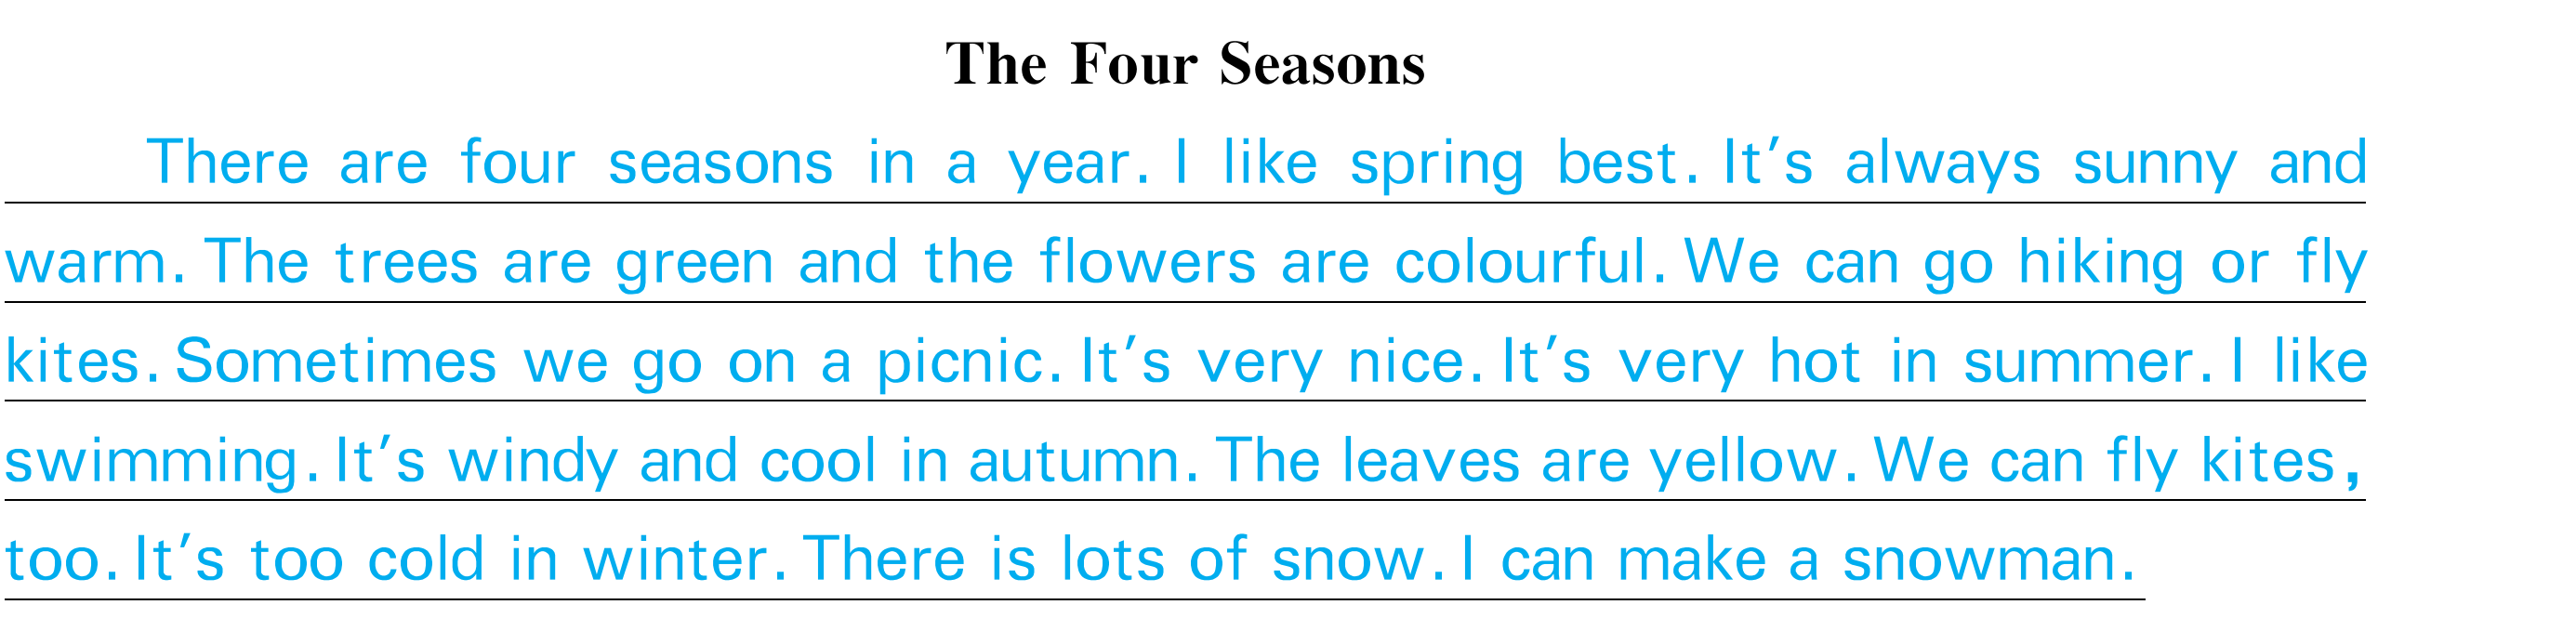 The Four Seasons
There are four seasons in a year. I like spring best. It's always sunny and
warm. The trees are green and the flowers are colourful. We can go hiking or fly
kites. Sometimes we go on a picnic. It's very nice. It's very hot in summer. I like
swimming. It's windy and cool in autumn. The leaves are yellow. We can fly kites,
too. It's too cold in winter. There is lots of snow. I can make a snowman.